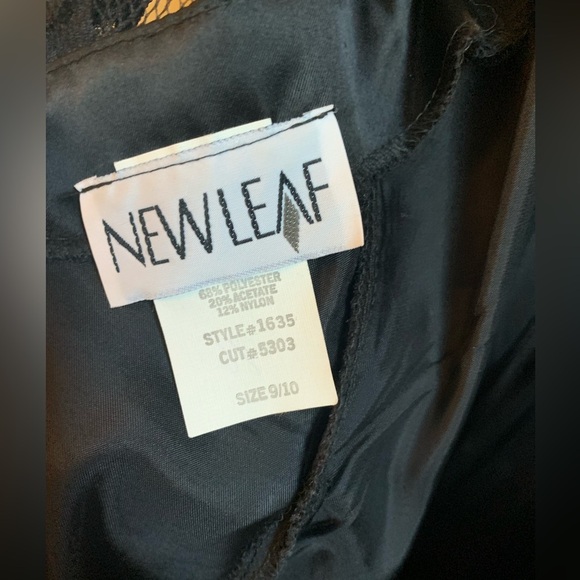 NEW LEAF
68% POLYESTER
20% ACETATE
12% NYLON
STYLE#1635
CUT#5303
SIZE 9/10